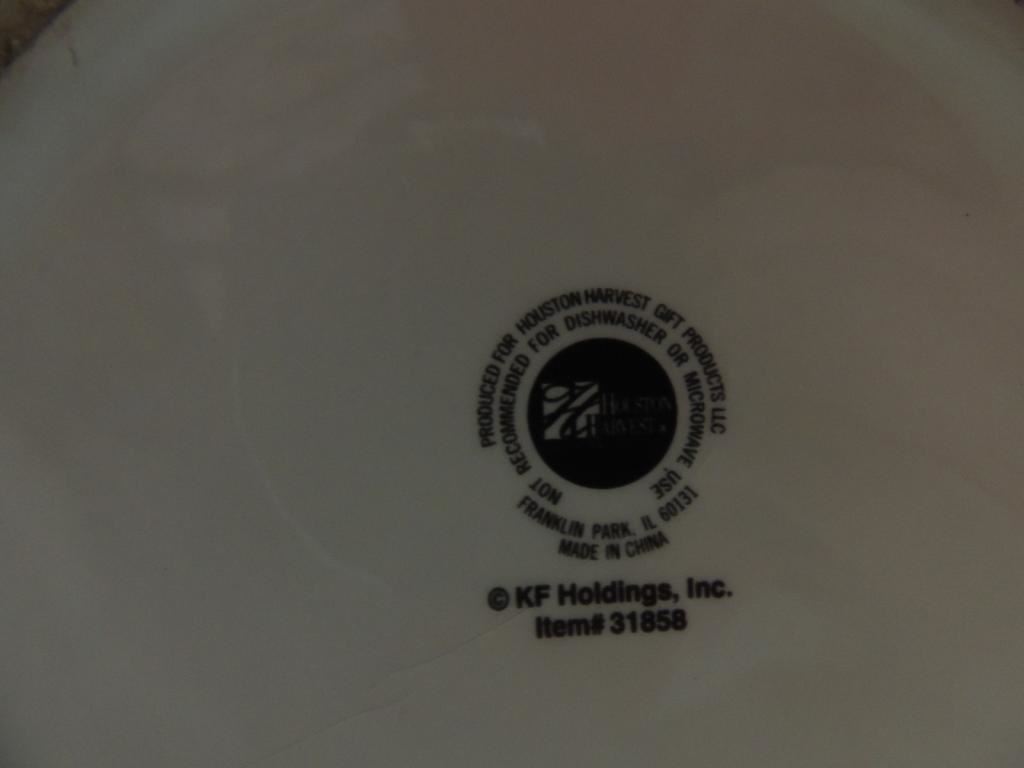 PRODUCED FOR HOUSTON HARVEST GIFT PRODUCTS LLC
NOT RECOMMENDED FOR DISHWASHER OR MICROWAVE USE
HOUSTON
HARVEST®
FRANKLIN PARK, IL 60131
MADE IN CHINA
© KF Holdings, Inc.
Item# 31858